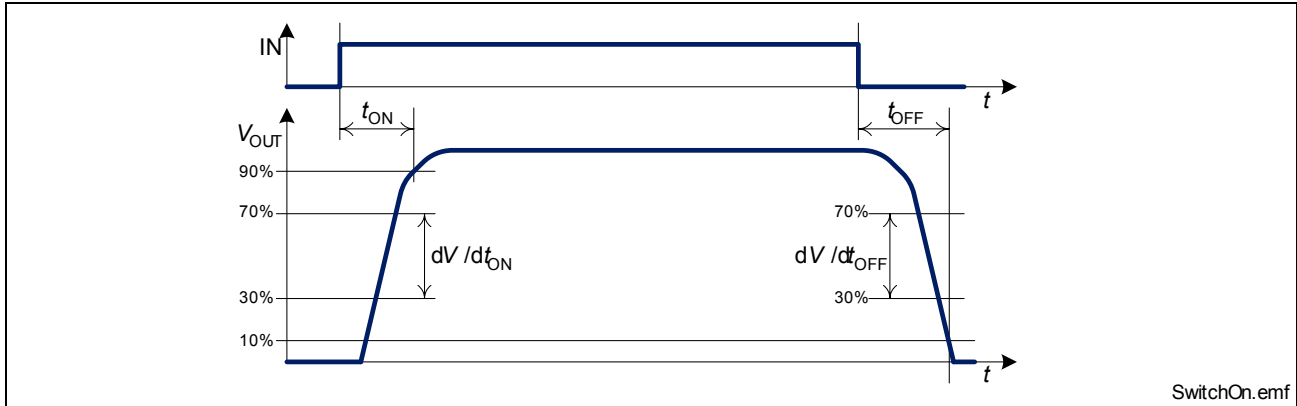 IN
t
tON
tOFF
VOUT
90%
70%
70%
dV /dtON
dV /dtOFF
30%
30%
10%
t
SwitchOn.emf